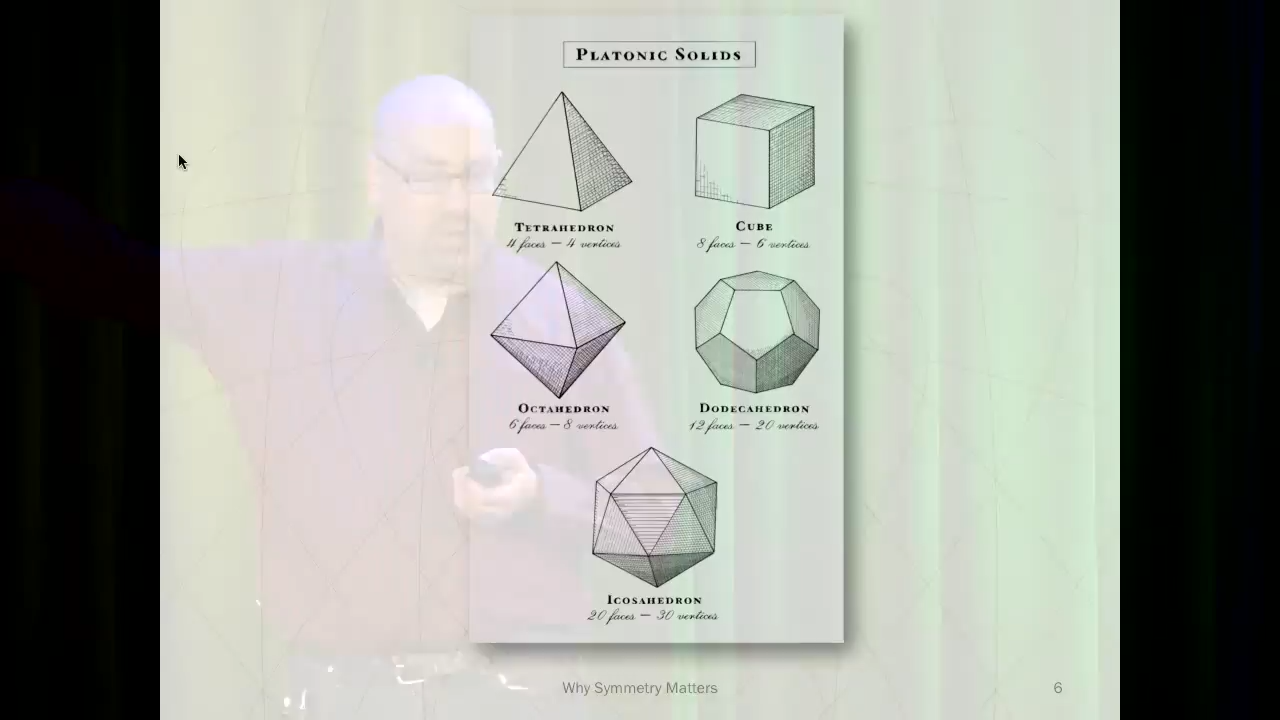 PLATONIC SOLIDS
TETRAHEDRON
4 faces — 4 vertices
CUBE
8 faces — 6 vertices
OCTAHEDRON
6 faces — 8 vertices
DODECAHEDRON
12 faces — 20 vertices
ICOSAHEDRON
20 faces — 30 vertices
Why Symmetry Matters
6